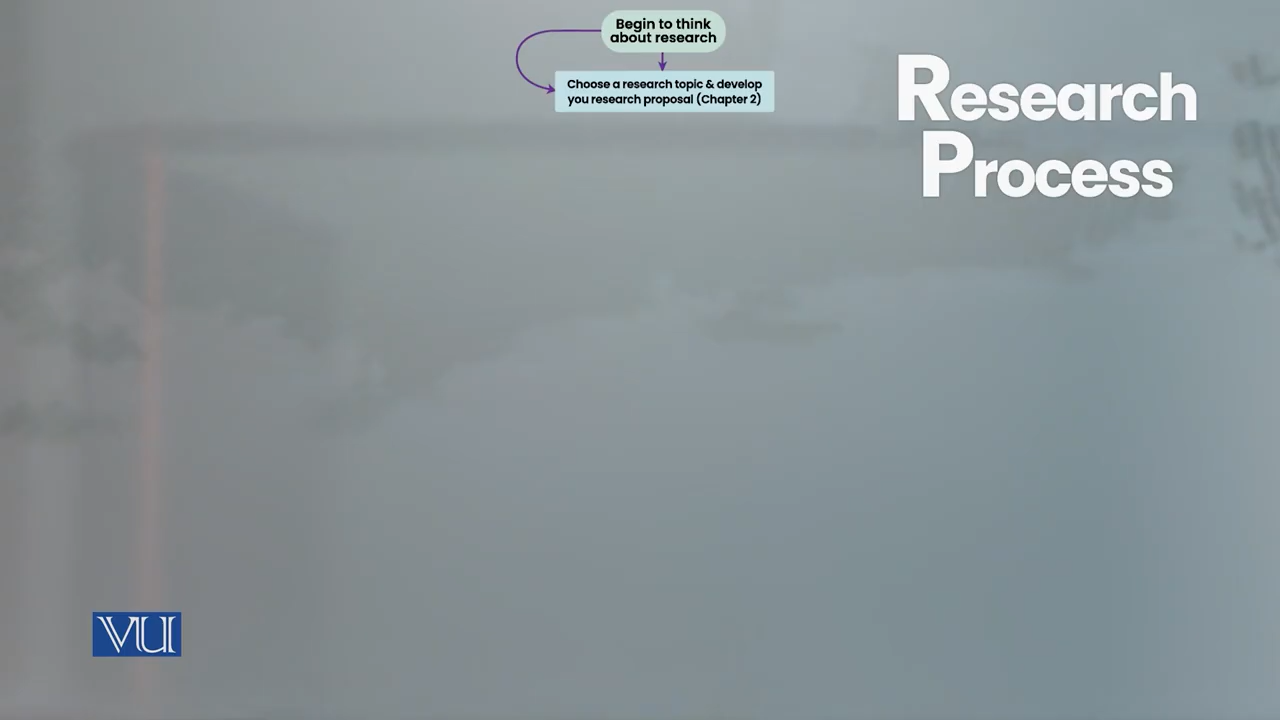 Begin to think
about research
Choose a research topic & develop
you research proposal (Chapter 2)
Research
Process
VU